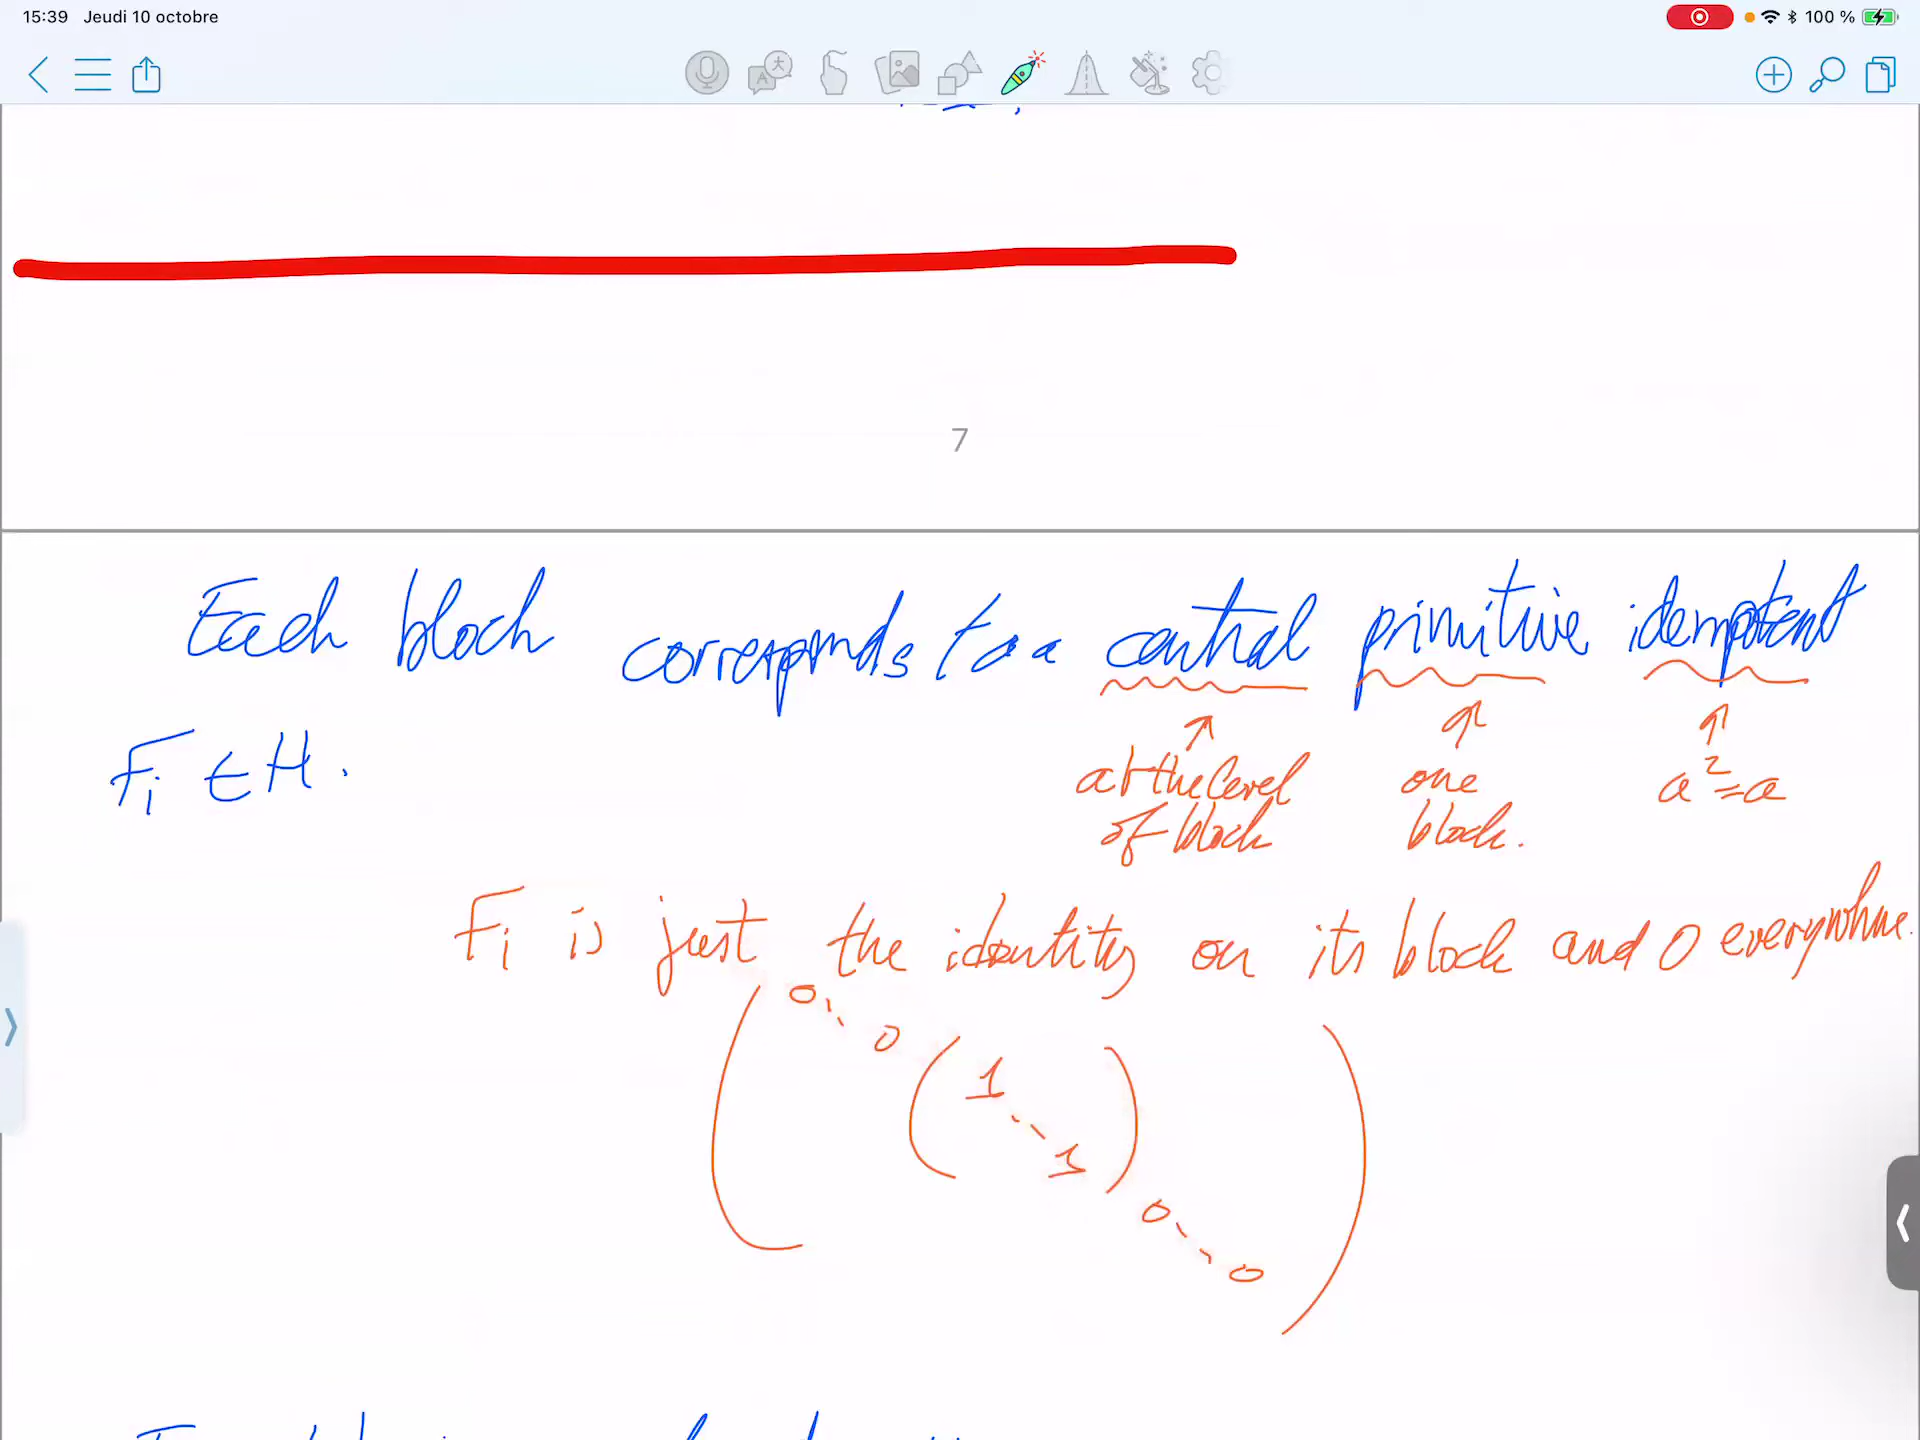 15:39 Jeudi 10 octobre 100 %
7
Each block corresponds to a central primitive idempotent
Fi ∈ H.
at the level one a²=a
of block block.
Fi is just the identity on its block and 0 everywhere.
0
0
1
1
0
0